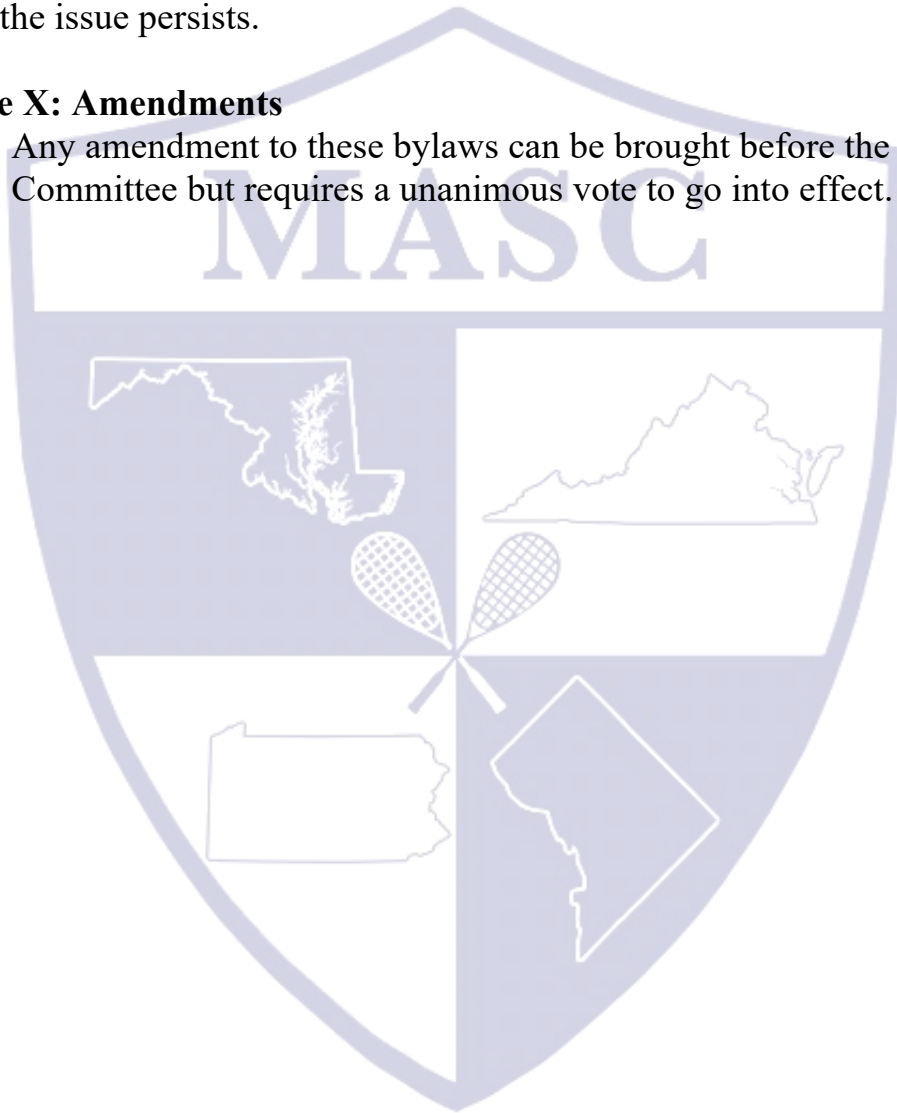 the issue persists.
e X: Amendments
Any amendment to these bylaws can be brought before the
Committee but requires a unanimous vote to go into effect.
MASC